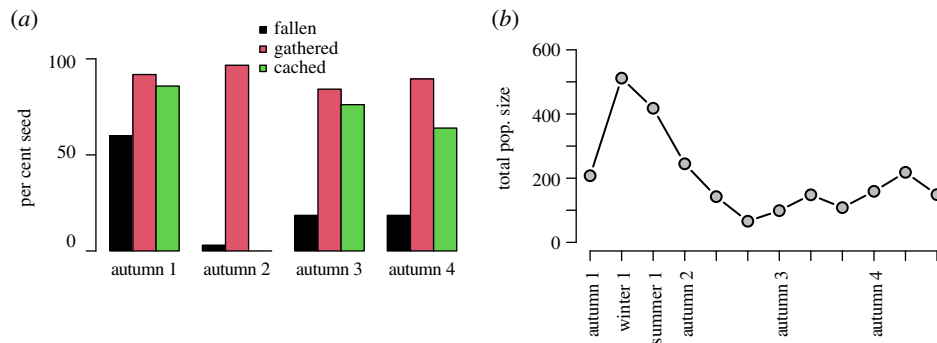 (a)
fallen
gathered
cached
per cent seed
100
50
0
autumn 1
autumn 2
autumn 3
autumn 4
(b)
total pop. size
600
400
200
0
autumn 1
winter 1
summer 1
autumn 2
autumn 3
autumn 4